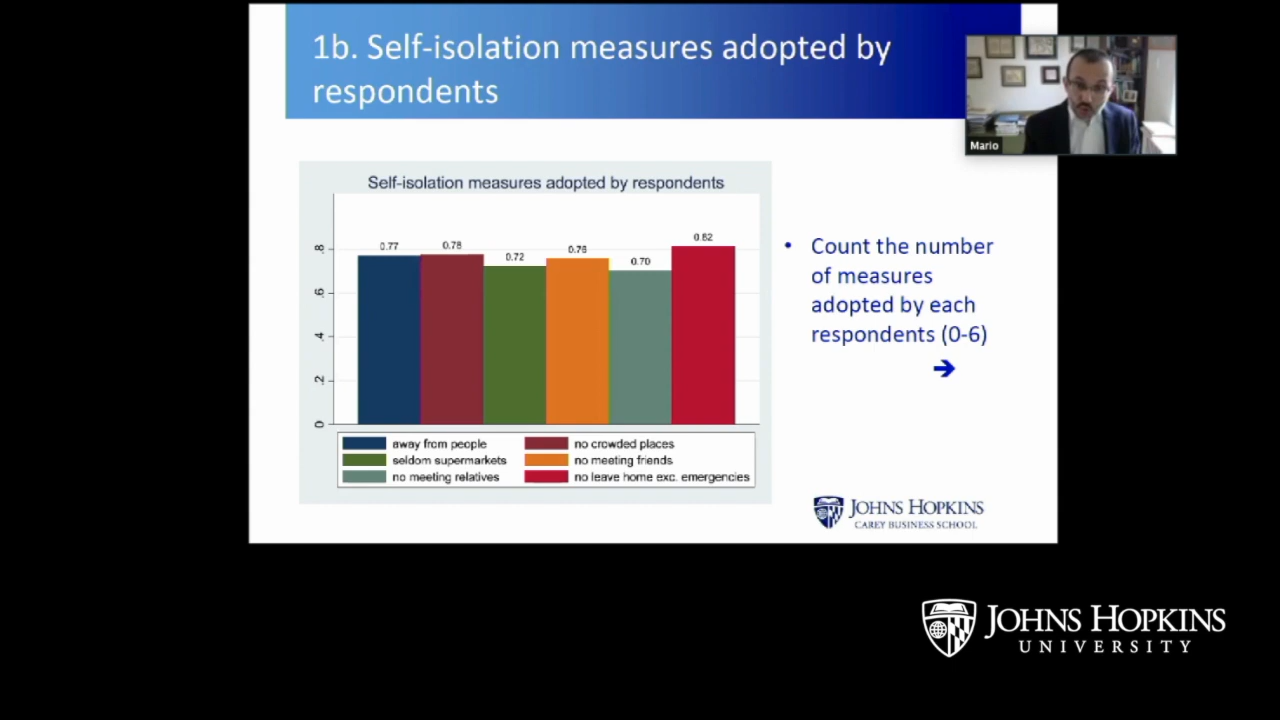 1b. Self-isolation measures adopted by
respondents
Mario
Self-isolation measures adopted by respondents
0.77
0.78
0.72
0.76
0.70
0.82
.8
.6
.4
.2
0
away from people
no crowded places
seldom supermarkets
no meeting friends
no meeting relatives
no leave home exc. emergencies
• Count the number
of measures
adopted by each
respondents (0-6)
➔
JOHNS HOPKINS
CAREY BUSINESS SCHOOL
JOHNS HOPKINS
UNIVERSITY